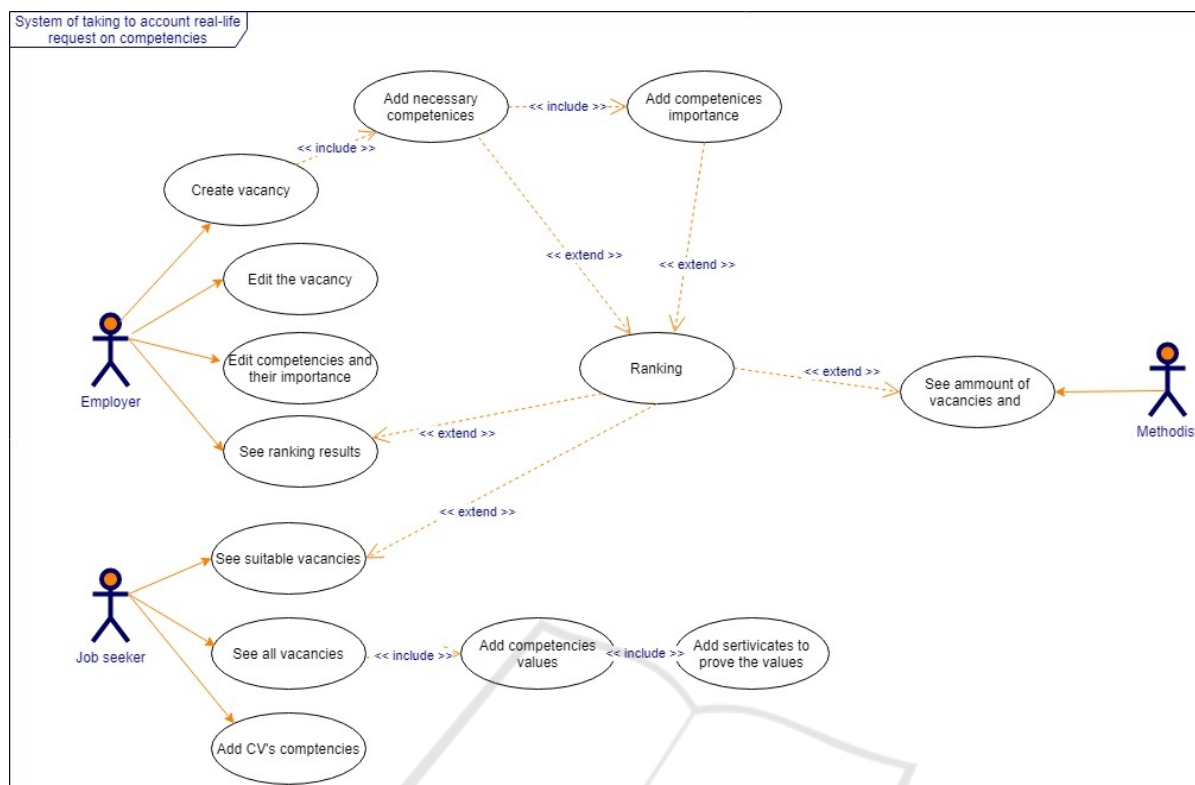 System of taking to account real-life
request on competencies
Add necessary
competenices
<< include >>
Add competenices
importance
<< include >>
Create vacancy
<< extend >>
<< extend >>
Edit the vacancy
Edit competencies and
their importance
Ranking
<< extend >>
See ammount of
vacancies and
Employer
Methodist
<< extend >>
See ranking results
<< extend >>
See suitable vacancies
Job seeker
See all vacancies
<< include >>
Add competencies
values
<< include >>
Add sertivicates to
prove the values
Add CV's comptencies